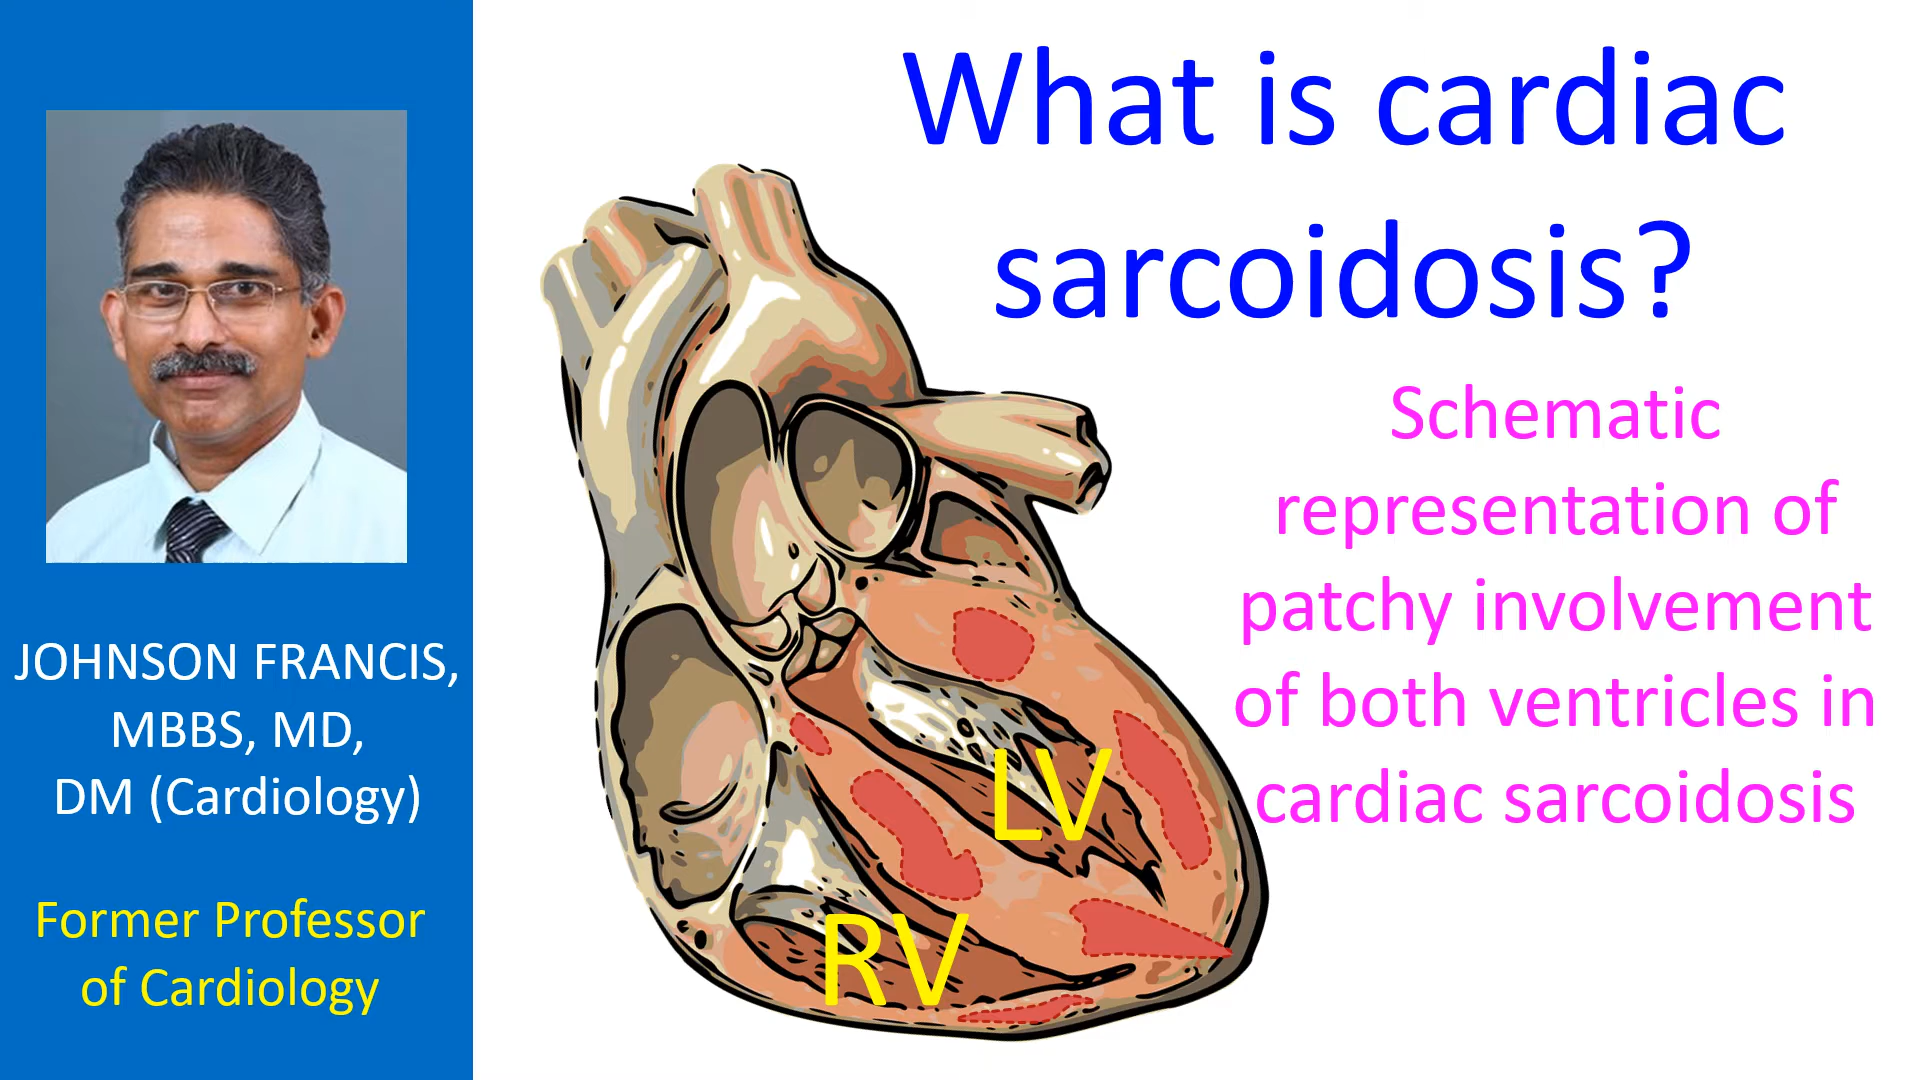 What is cardiac
sarcoidosis?
Schematic
representation of
patchy involvement
of both ventricles in
cardiac sarcoidosis
LV
RV
JOHNSON FRANCIS,
MBBS, MD,
DM (Cardiology)
Former Professor
of Cardiology